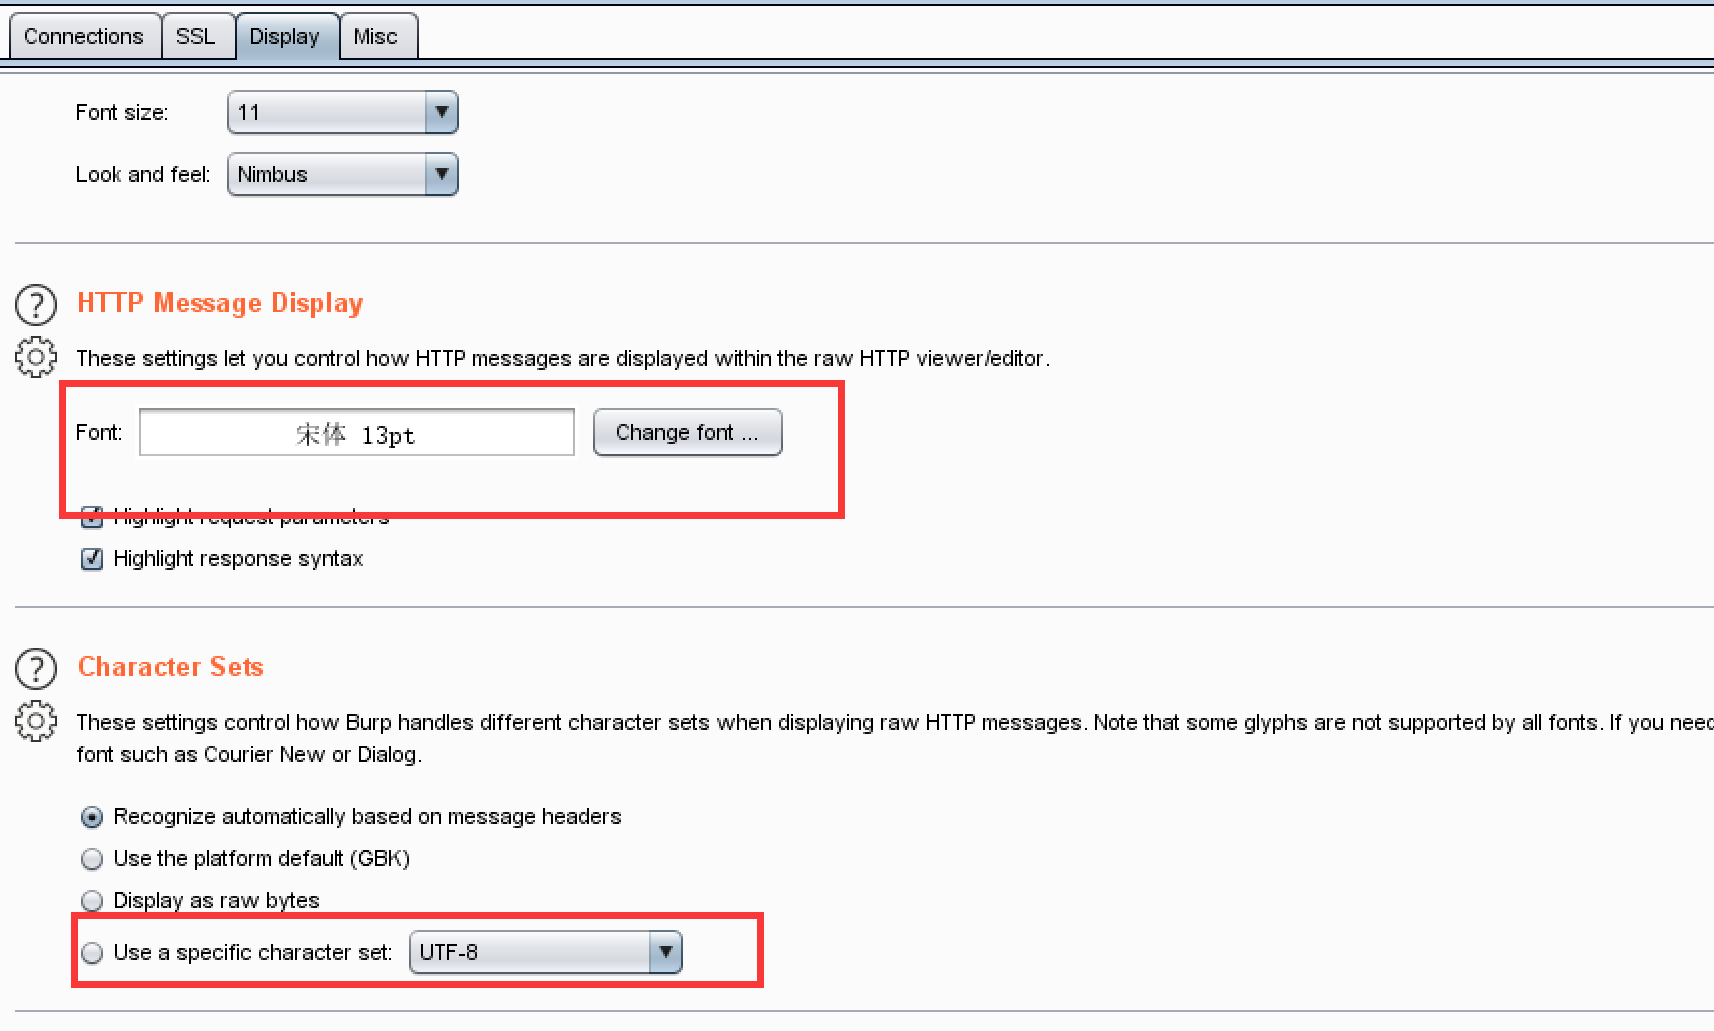 Connections SSL Display Misc
Font size: 11
Look and feel: Nimbus
HTTP Message Display
These settings let you control how HTTP messages are displayed within the raw HTTP viewer/editor.
Font: 宋体 13pt Change font ...
Highlight request parameters
Highlight response syntax
Character Sets
These settings control how Burp handles different character sets when displaying raw HTTP messages. Note that some glyphs are not supported by all fonts. If you need
font such as Courier New or Dialog.
Recognize automatically based on message headers
Use the platform default (GBK)
Display as raw bytes
Use a specific character set: UTF-8